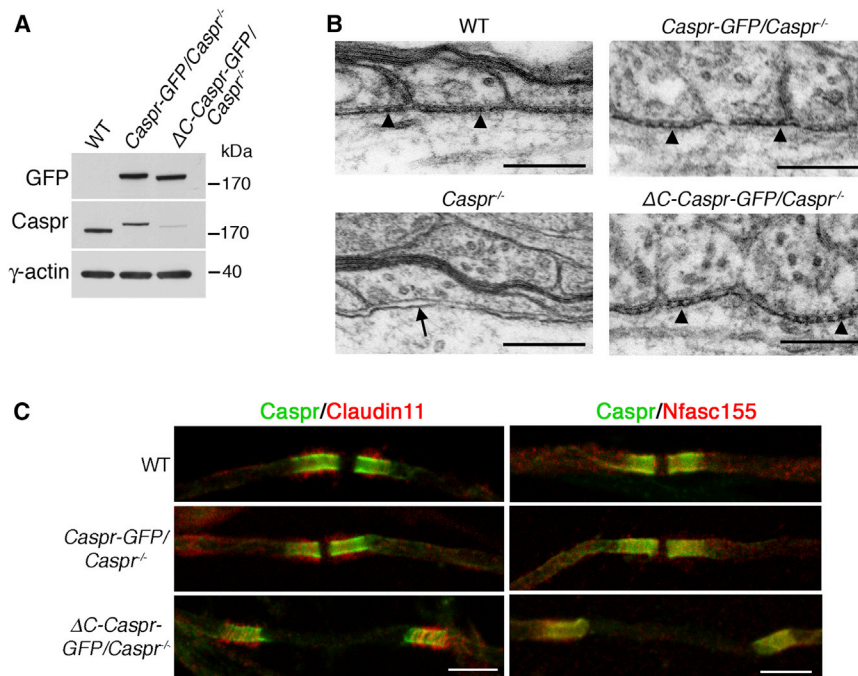 A
WT
Caspr-GFP/Caspr-/-
ΔC-Caspr-GFP/
Caspr-/-
kDa
GFP
170
Caspr
170
γ-actin
40
B
WT
Caspr-GFP/Caspr-/-
Caspr-/-
ΔC-Caspr-GFP/Caspr-/-
C
Caspr/Claudin11
Caspr/Nfasc155
WT
Caspr-GFP/
Caspr-/-
ΔC-Caspr-
GFP/Caspr-/-